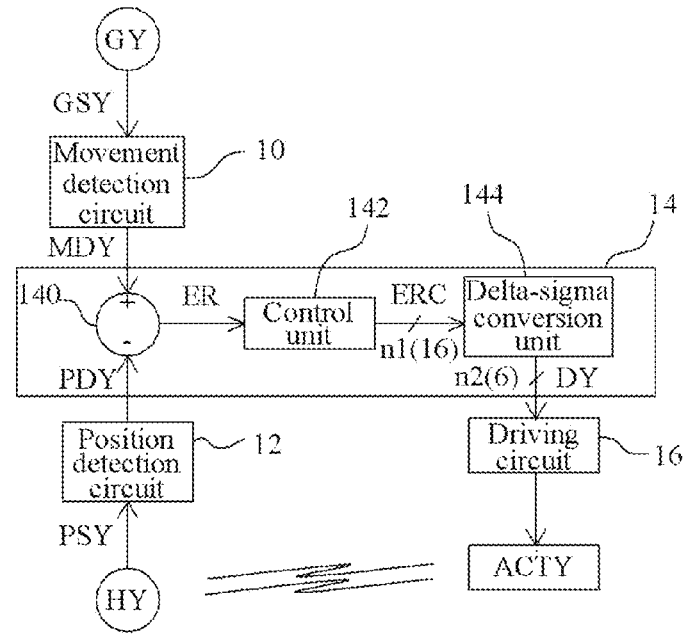 GY
GSY
Movement
detection
circuit
10
MDY
142
144
14
140
+
-
ER
Control
unit
ERC
n1(16)
Delta-sigma
conversion
unit
PDY
n2(6)
DY
Position
detection
circuit
12
Driving
circuit
16
PSY
HY
ACTY